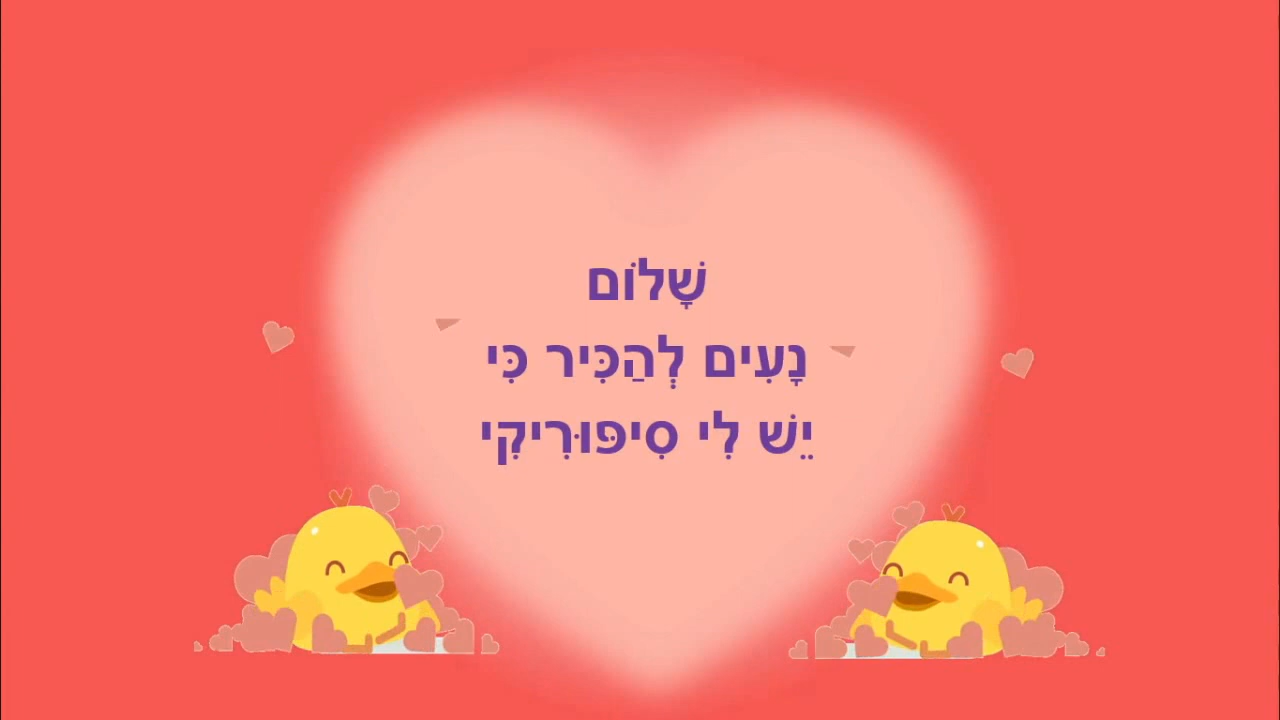 שָׁלוֹם
נָעִים לְהַכִּיר כִּי
יֵשׁ לִי סִיפּוּרִיקִי